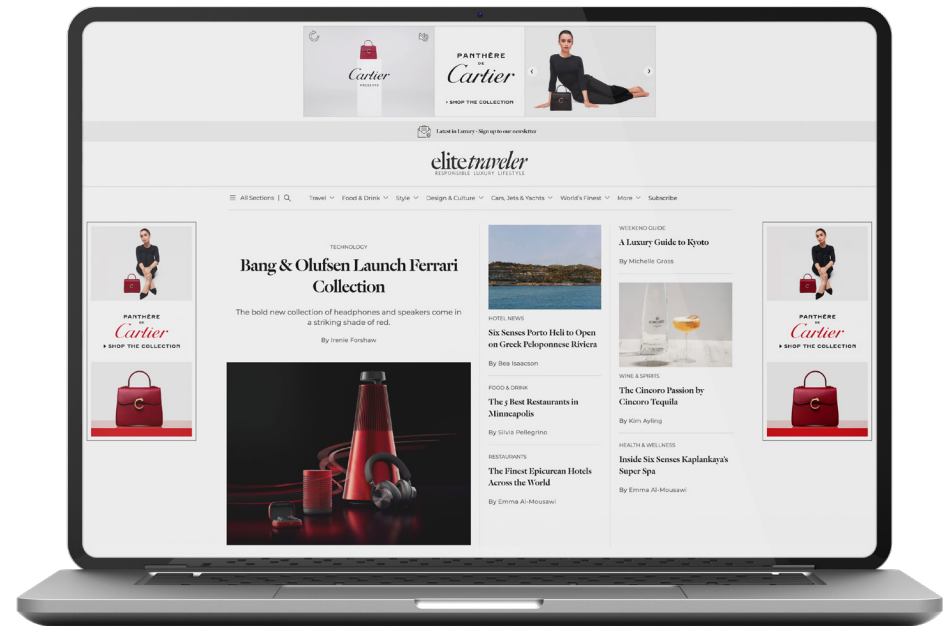 Cartier
PRESENTS
PANTHÈRE
DE
Cartier
SHOP THE COLLECTION
Latest in Luxury - Sign up to our newsletter
elite traveler
RESPONSIBLE LUXURY LIFESTYLE
All Sections |
Travel
Food & Drink
Style
Design & Culture
Cars, Jets & Yachts
World's Finest
More
Subscribe
PANTHÈRE
DE
Cartier
SHOP THE COLLECTION
TECHNOLOGY
Bang & Olufsen Launch Ferrari
Collection
The bold new collection of headphones and speakers come in
a striking shade of red.
By Irenie Forshaw
HOTEL NEWS
Six Senses Porto Heli to Open
on Greek Peloponnese Riviera
By Bea Isaacson
FOOD & DRINK
The 5 Best Restaurants in
Minneapolis
By Silvia Pellegrino
RESTAURANTS
The Finest Epicurean Hotels
Across the World
By Emma Al-Mousawi
WEEKEND GUIDE
A Luxury Guide to Kyoto
By Michelle Gross
WINE & SPIRITS
The Cincoro Passion by
Cincoro Tequila
By Kim Ayling
HEALTH & WELLNESS
Inside Six Senses Kaplankaya's
Super Spa
By Emma Al-Mousawi
PANTHÈRE
DE
Cartier
SHOP THE COLLECTION